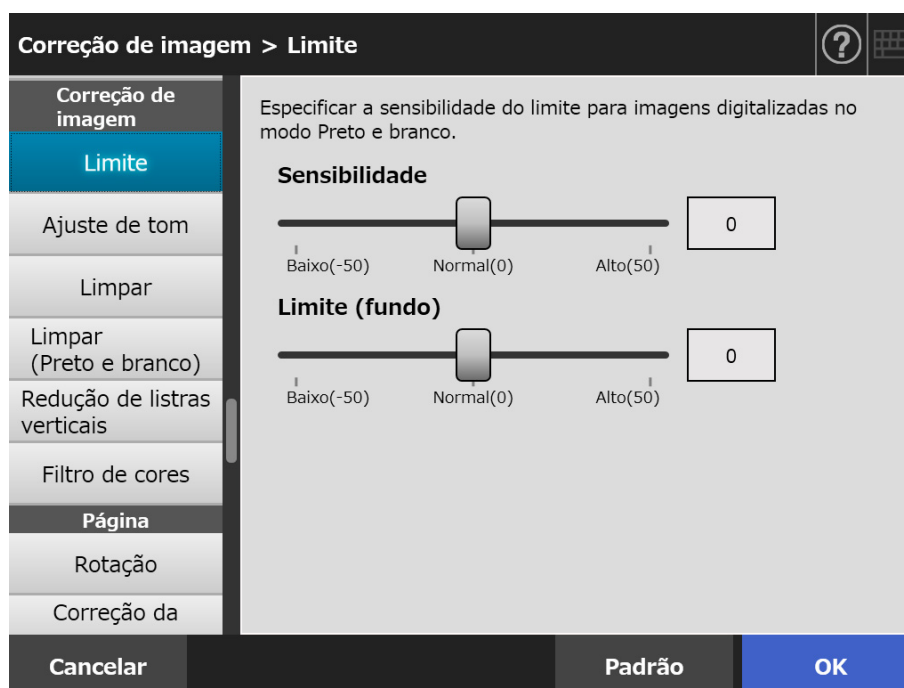 Correção de imagem > Limite
?
Correção de
imagem
Limite
Ajuste de tom
Limpar
Limpar
(Preto e branco)
Redução de listras
verticais
Filtro de cores
Página
Rotação
Correção da
Especificar a sensibilidade do limite para imagens digitalizadas no
modo Preto e branco.
Sensibilidade
0
Baixo(-50) Normal(0) Alto(50)
Limite (fundo)
0
Baixo(-50) Normal(0) Alto(50)
Cancelar Padrão OK